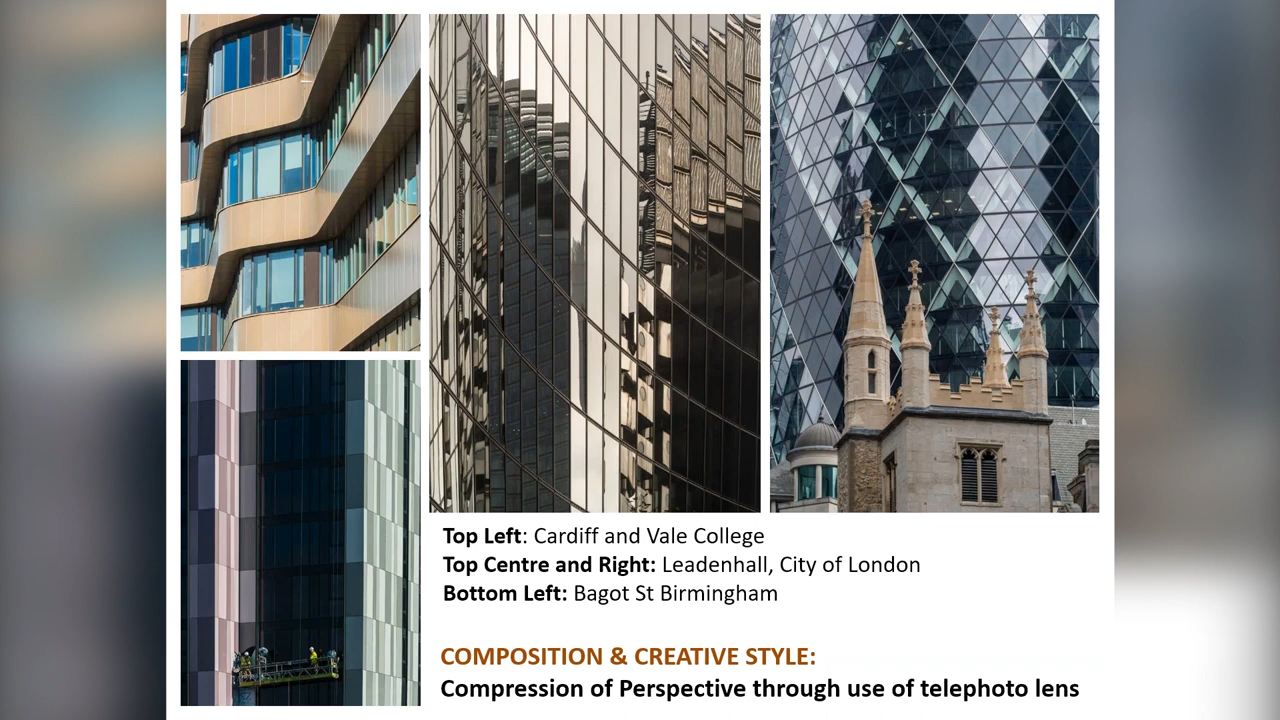 Top Left: Cardiff and Vale College
Top Centre and Right: Leadenhall, City of London
Bottom Left: Bagot St Birmingham
COMPOSITION & CREATIVE STYLE:
Compression of Perspective through use of telephoto lens